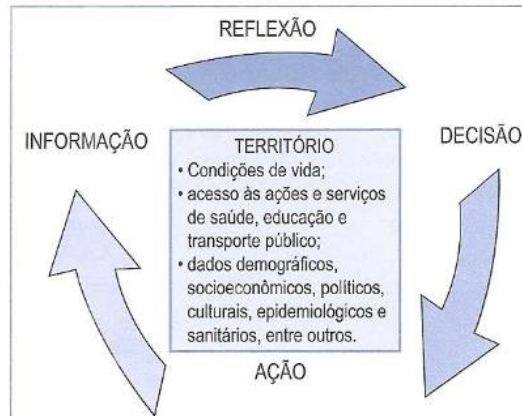 REFLEXÃO
INFORMAÇÃO
DECISÃO
TERRITÓRIO
• Condições de vida;
• acesso às ações e serviços
de saúde, educação e
transporte público;
• dados demográficos,
socioeconômicos, políticos,
culturais, epidemiológicos e
sanitários, entre outros.
AÇÃO